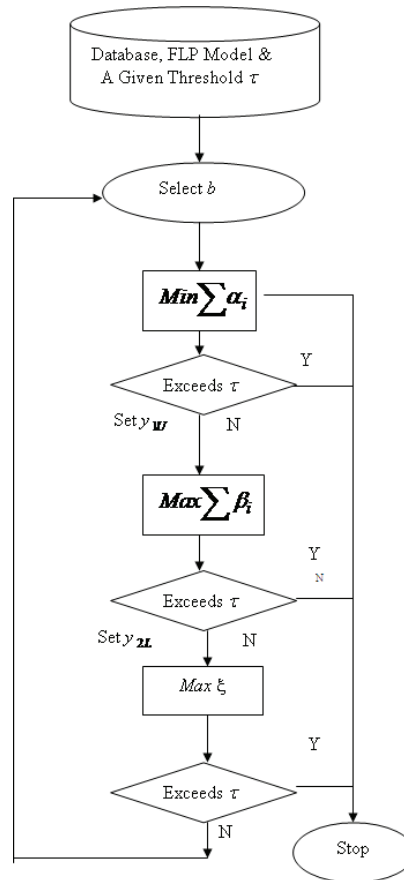 Database, FLP Model &
A Given Threshold τ
Select b
Min∑αᵢ
Y
Exceeds τ
Set y₁U N
Max∑βᵢ
Y
N
Exceeds τ
Set y₂L N
Max ξ
Y
Exceeds τ
N
Stop